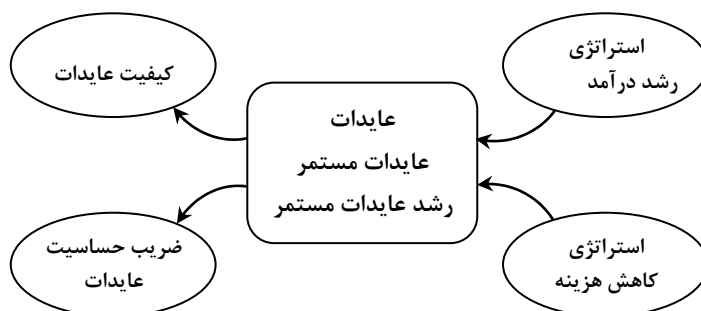 استراتژی
رشد درآمد
کیفیت عایدات
عایدات
عایدات مستمر
رشد عایدات مستمر
استراتژی
کاهش هزینه
ضریب حساسیت
عایدات